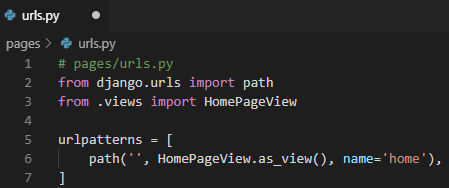 urls.py
pages > urls.py
1 # pages/urls.py
2 from django.urls import path
3 from .views import HomePageView
4
5 urlpatterns = [
6     path('', HomePageView.as_view(), name='home'),
7 ]